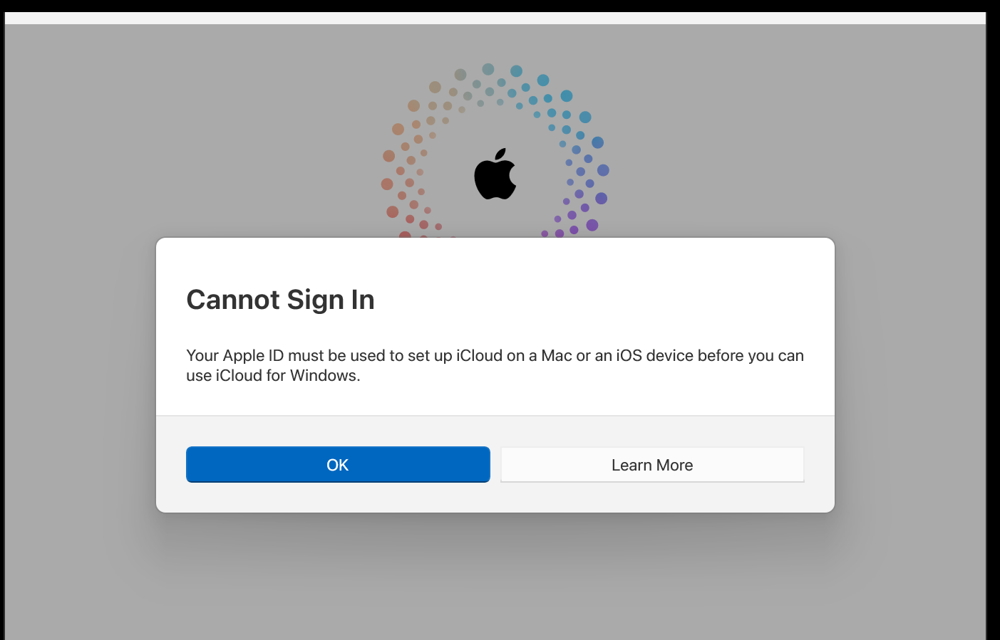 Cannot Sign In
Your Apple ID must be used to set up iCloud on a Mac or an iOS device before you can
use iCloud for Windows.
OK
Learn More